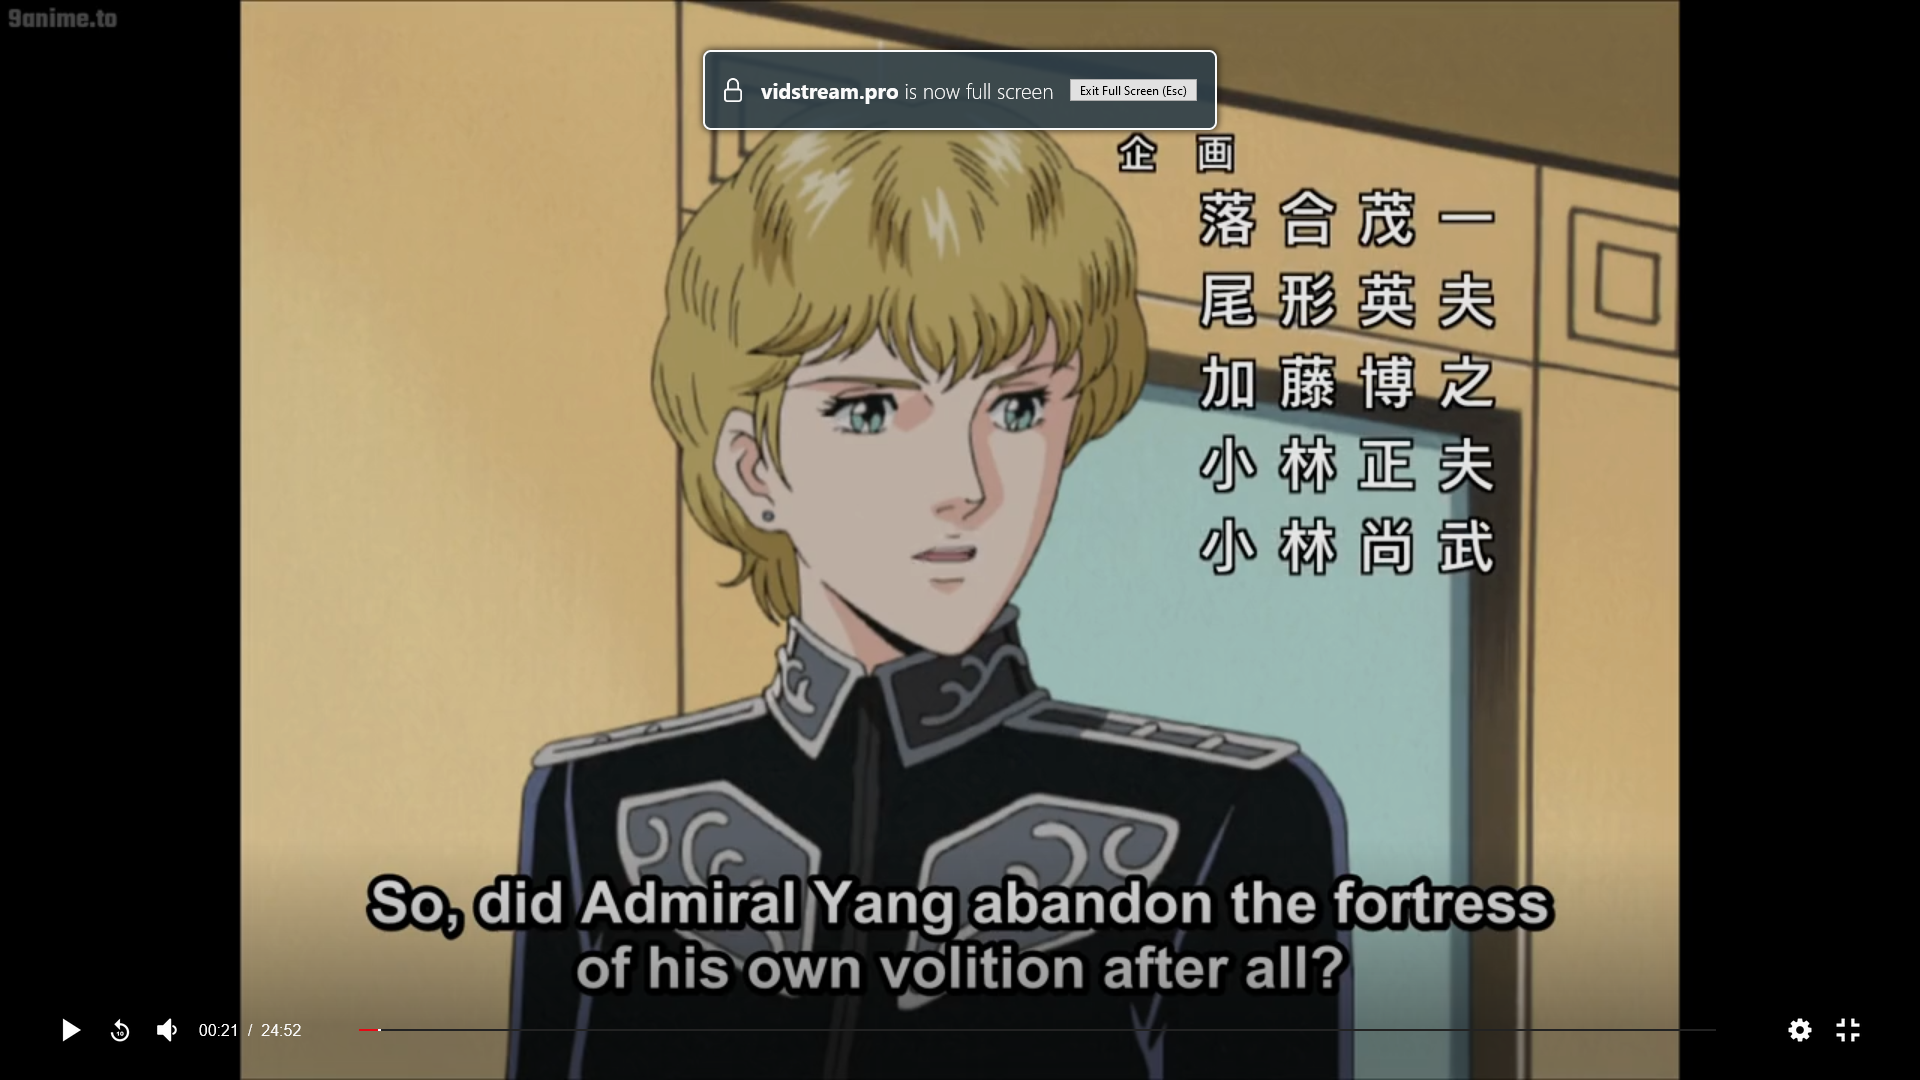 9anime.to
vidstream.pro is now full screen Exit Full Screen (Esc)
企画
落合茂一
尾形英夫
加藤博之
小林正夫
小林尚武
So, did Admiral Yang abandon the fortress
of his own volition after all?
10
00:21 / 24:52